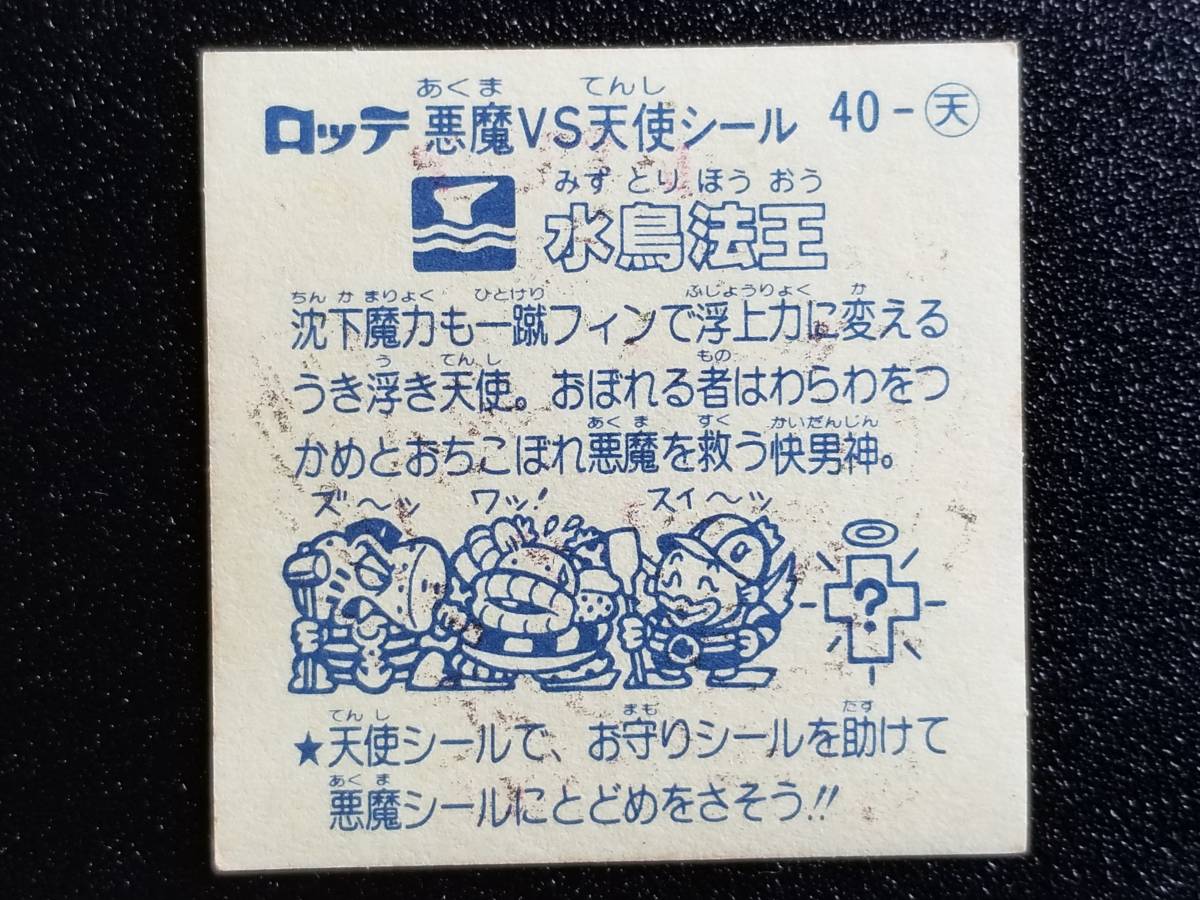 あくま てんし
ロッテ 悪魔VS天使シール 40-天
みずとりほうおう
水鳥法王
ちんかまりょく ひとけり ふじょうりょく か
沈下魔力も一蹴フィンで浮上力に変える
う てんし もの
うき浮き天使。おぼれる者はわらわをつ
あくま すく かいだんじん
かめとおちこぼれ悪魔を救う快男神。
ズ〜ッ ワッ! スイ〜ッ
?
てんし まも たす
★天使シールで、お守りシールを助けて
あくま
悪魔シールにとどめをさそう!!